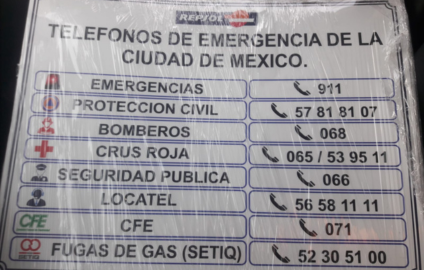 REPSOL
TELEFONOS DE EMERGENCIA DE LA
CIUDAD DE MEXICO.
EMERGENCIAS 911
PROTECCION CIVIL 57 81 81 07
BOMBEROS 068
CRUS ROJA 065 / 53 95 11
SEGURIDAD PUBLICA 066
LOCATEL 56 58 11 11
CFE CFE 071
SETIQ FUGAS DE GAS (SETIQ) 52 30 51 00